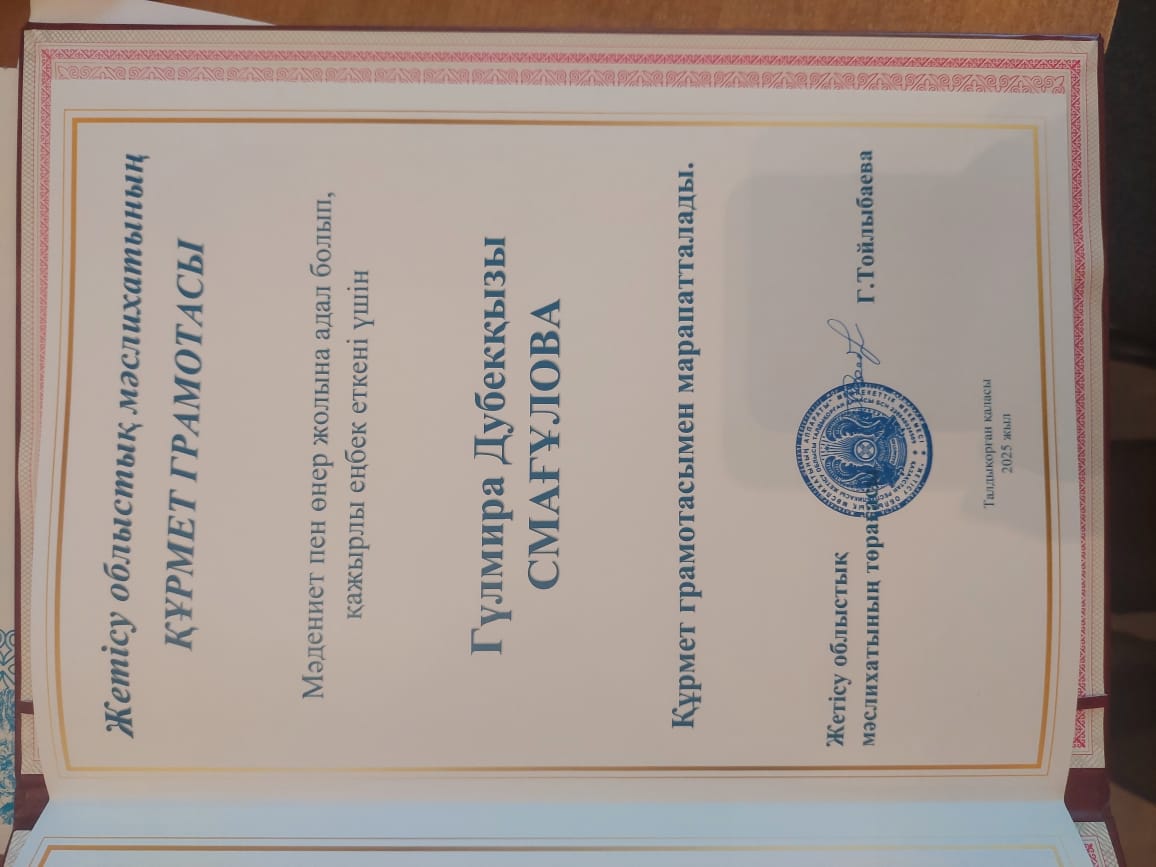 Жетісу облыстық мәслихатының
ҚҰРМЕТ ГРАМОТАСЫ
Мәдениет пен өнер жолына адал болып,
қажырлы еңбек еткені үшін
Гүлмира Дубекқызы
СМАҒҰЛОВА
Құрмет грамотасымен марапатталады.
Жетісу облыстық
мәслихатының төрағасы
Г.Тойлыбаева
Талдықорған қаласы
2025 жыл